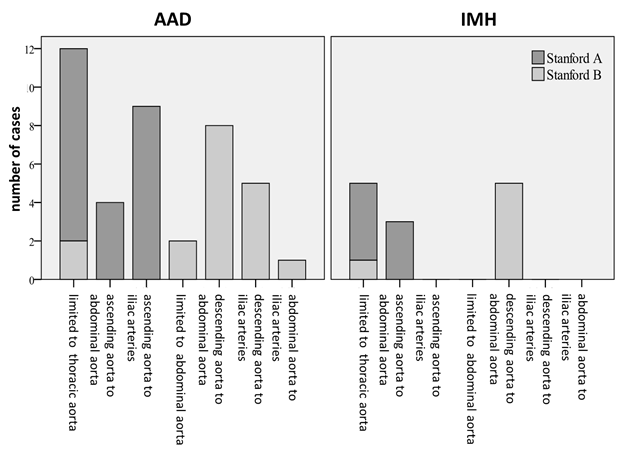 AAD
IMH
Stanford A
Stanford B
number of cases
12
10
8
6
4
2
0
limited to thoracic aorta
ascending aorta to
abdominal aorta
ascending aorta to
iliac arteries
limited to abdominal aorta
descending aorta to
abdominal aorta
descending aorta to
iliac arteries
abdominal aorta to
iliac arteries
limited to thoracic aorta
ascending aorta to
abdominal aorta
ascending aorta to
iliac arteries
limited to abdominal aorta
descending aorta to
abdominal aorta
descending aorta to
iliac arteries
abdominal aorta to
iliac arteries